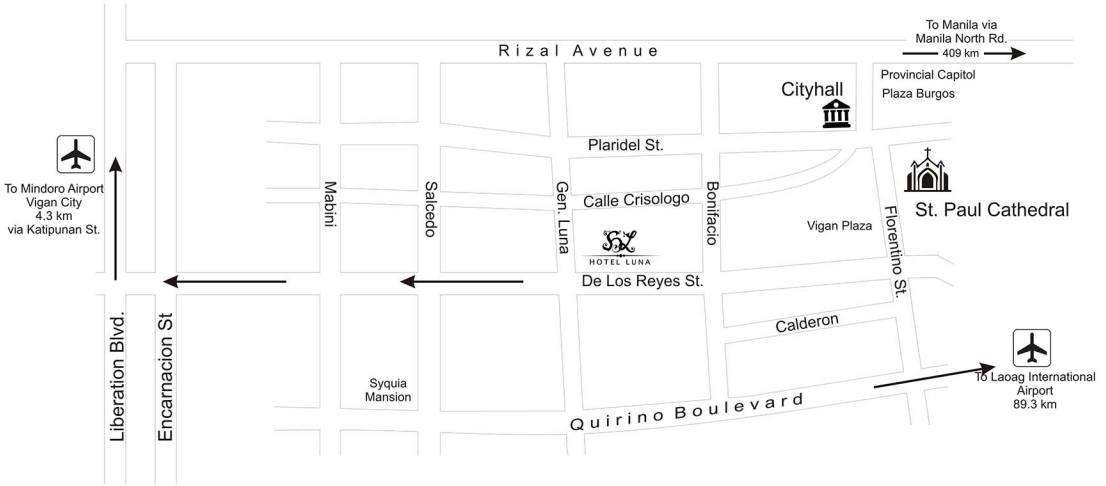 To Manila via
Manila North Rd.
409 km
Rizal Avenue
Provincial Capitol
Plaza Burgos
Cityhall
Plaridel St.
To Mindoro Airport
Vigan City
4.3 km
via Katipunan St.
Mabini
Salcedo
Gen. Luna
Bonifacio
Calle Crisologo
St. Paul Cathedral
Vigan Plaza
Florentino St.
HL
HOTEL LUNA
De Los Reyes St.
Calderon
Liberation Blvd.
Encarnacion St
Syquia
Mansion
Quirino Boulevard
To Laoag International
Airport
89.3 km